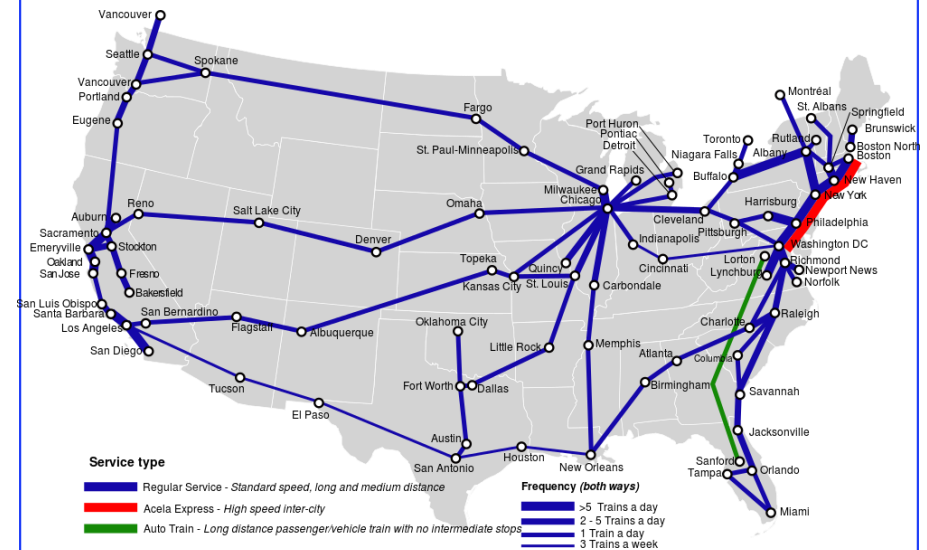 Vancouver
Seattle
Spokane
Vancouver
Portland
Eugene
Fargo
St. Paul-Minneapolis
Port Huron
Pontiac
Detroit
Grand Rapids
Milwaukee
Chicago
Toronto
Niagara Falls
Buffalo
Montréal
St. Albans
Springfield
Rutland
Albany
Brunswick
Boston North
Boston
New Haven
New York
Harrisburg
Philadelphia
Cleveland
Pittsburgh
Washington DC
Lorton
Lynchburg
Richmond
Newport News
Norfolk
Auburn
Reno
Sacramento
Emeryville
Stockton
Oakland
San Jose
Fresno
Bakersfield
San Luis Obispo
Santa Barbara
Los Angeles
San Bernardino
San Diego
Salt Lake City
Denver
Omaha
Topeka
Kansas City
Quincy
St. Louis
Indianapolis
Cincinnati
Carbondale
Flagstaff
Albuquerque
Oklahoma City
Little Rock
Memphis
Atlanta
Charlotte
Raleigh
Columbia
Birmingham
Savannah
Jacksonville
Fort Worth
Dallas
Tucson
El Paso
Austin
San Antonio
Houston
New Orleans
Sanford
Tampa
Orlando
Miami
Service type
Regular Service - Standard speed, long and medium distance
Acela Express - High speed inter-city
Auto Train - Long distance passenger/vehicle train with no intermediate stops
Frequency (both ways)
>5 Trains a day
2 - 5 Trains a day
1 Train a day
3 Trains a week